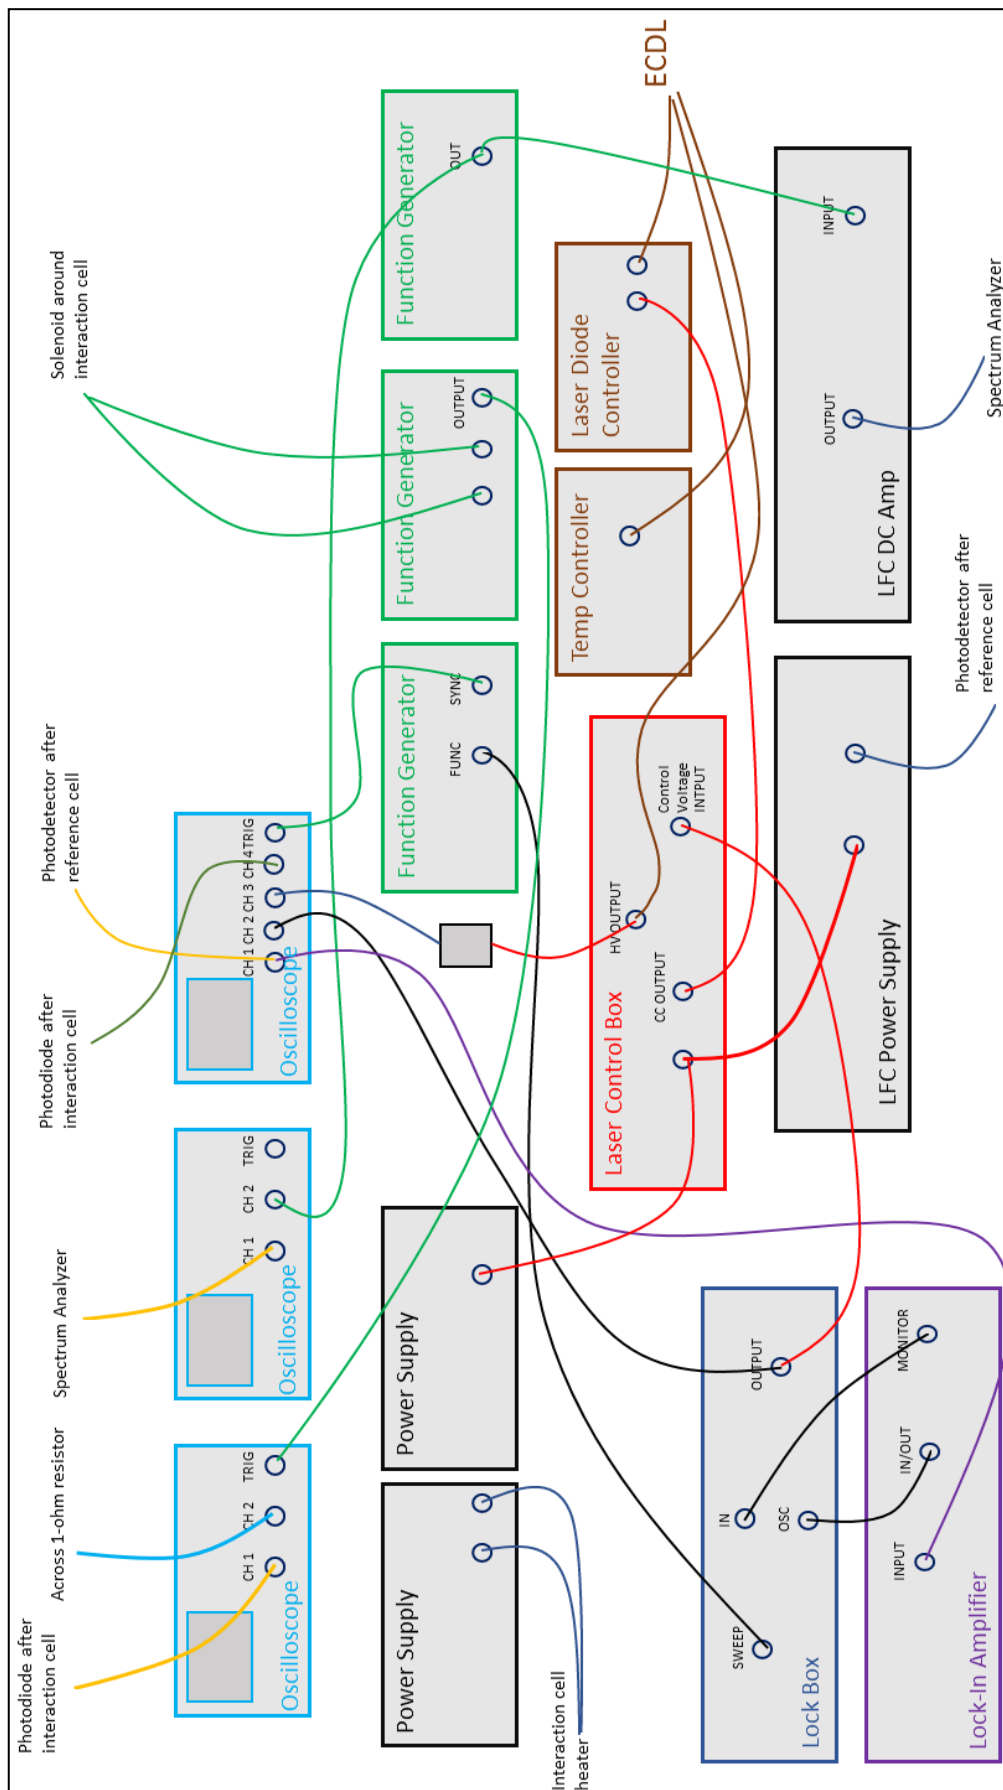 Photodiode after
interaction cell
Across 1-ohm resistor
Spectrum Analyzer
Photodiode after
interaction cell
Photodetector after
reference cell
Solenoid around
interaction cell
Oscilloscope
CH 1
CH 2
TRIG
Oscilloscope
CH 1
CH 2
TRIG
Oscilloscope
CH 1
CH 2
CH 3
CH 4
TRIG
Power Supply
Power Supply
Function Generator
FUNC
SYNC
Function Generator
OUTPUT
Function Generator
OUT
Interaction cell
heater
Laser Control Box
CC OUTPUT
HV OUTPUT
Control
Voltage
INTPUT
Temp Controller
Laser Diode
Controller
ECDL
Lock Box
SWEEP
IN
OSC
OUTPUT
LFC Power Supply
LFC DC Amp
OUTPUT
INPUT
Lock-In Amplifier
INPUT
IN/OUT
MONITOR
Photodetector after
reference cell
Spectrum Analyzer